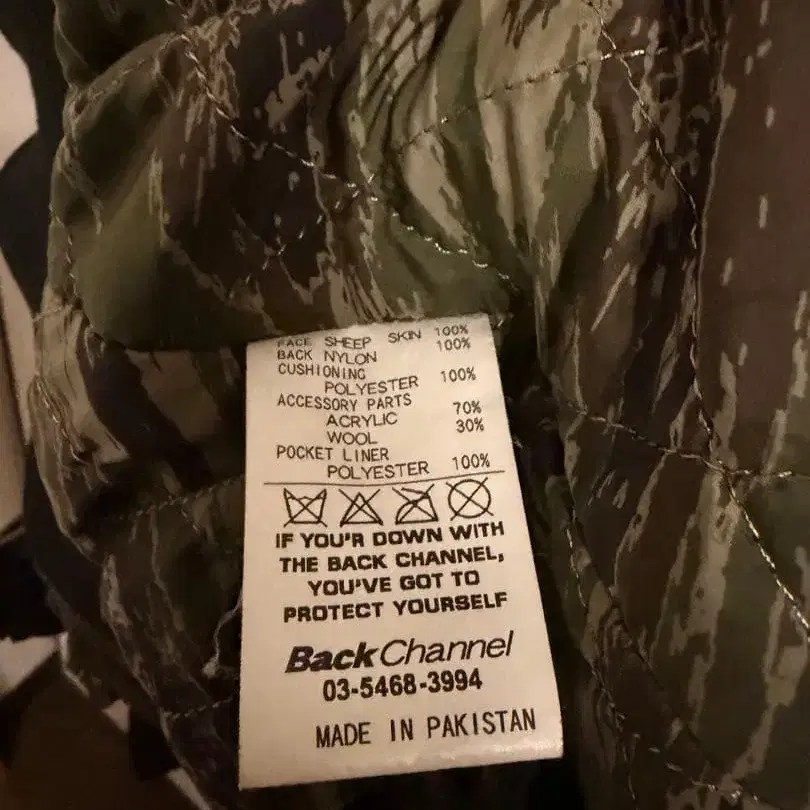 FACE SHEEP SKIN 100%
BACK NYLON 100%
CUSHIONING
POLYESTER 100%
ACCESSORY PARTS
ACRYLIC 70%
WOOL 30%
POCKET LINER
POLYESTER 100%
IF YOU'R DOWN WITH
THE BACK CHANNEL,
YOU'VE GOT TO
PROTECT YOURSELF
BackChannel
03-5468-3994
MADE IN PAKISTAN